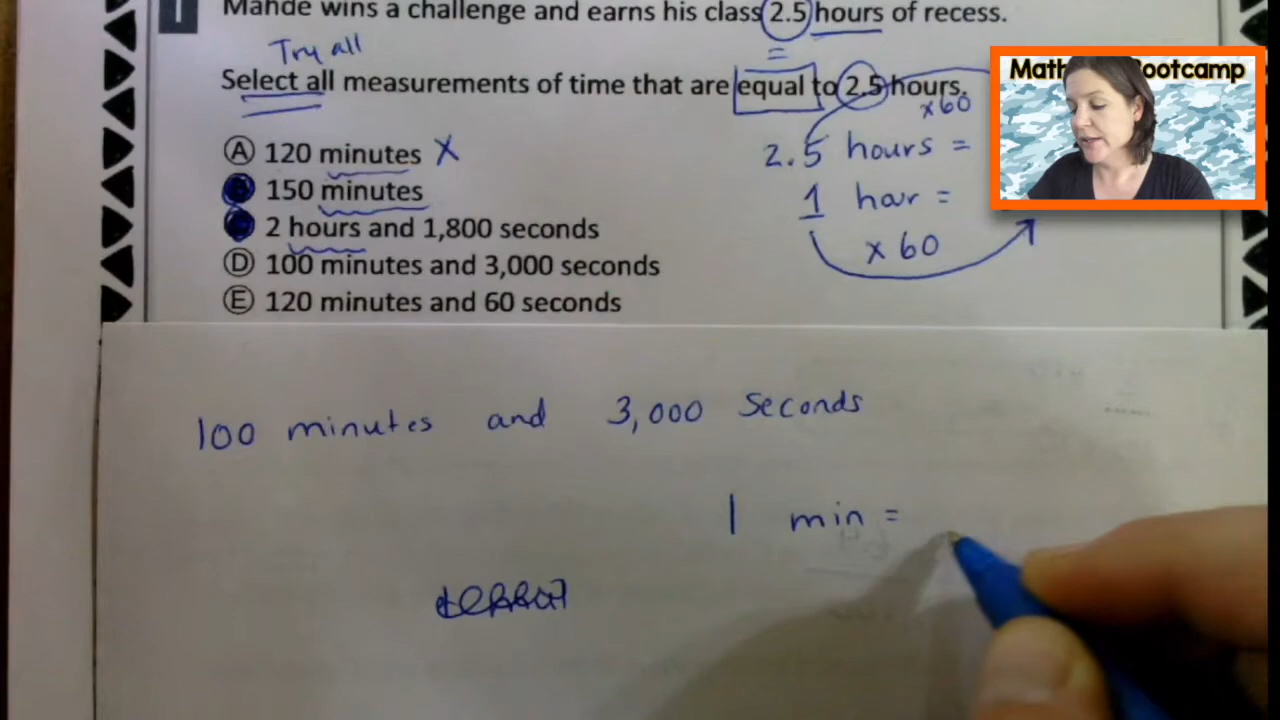 Mande wins a challenge and earns his class 2.5 hours of recess.
Try all
=
Select all measurements of time that are equal to 2.5 hours.
x60
Math Bootcamp
A 120 minutes X
150 minutes
2 hours and 1,800 seconds
D 100 minutes and 3,000 seconds
E 120 minutes and 60 seconds
2.5 hours =
1 hour =
x 60
100 minutes and 3,000 Seconds
1 min =